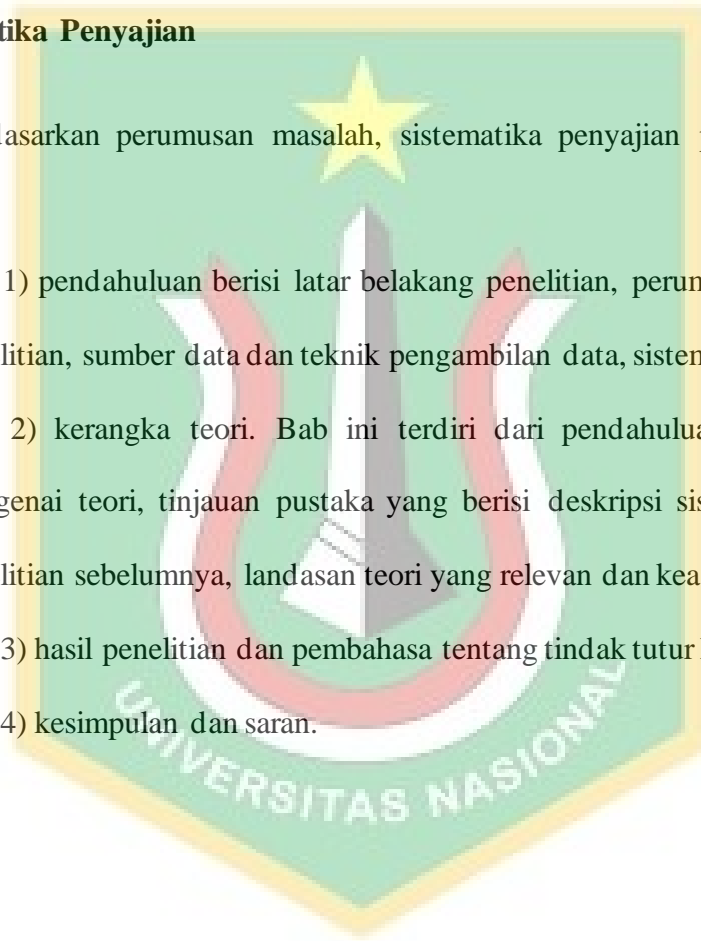 tika Penyajian
dasarkan perumusan masalah, sistematika penyajian p
1) pendahuluan berisi latar belakang penelitian, perum
litian, sumber data dan teknik pengambilan data, sistem
2) kerangka teori. Bab ini terdiri dari pendahulua
genai teori, tinjauan pustaka yang berisi deskripsi sis
litian sebelumnya, landasan teori yang relevan dan kea
3) hasil penelitian dan pembahasa tentang tindak tutur
4) kesimpulan dan saran.
UNIVERSITAS NASIONAL